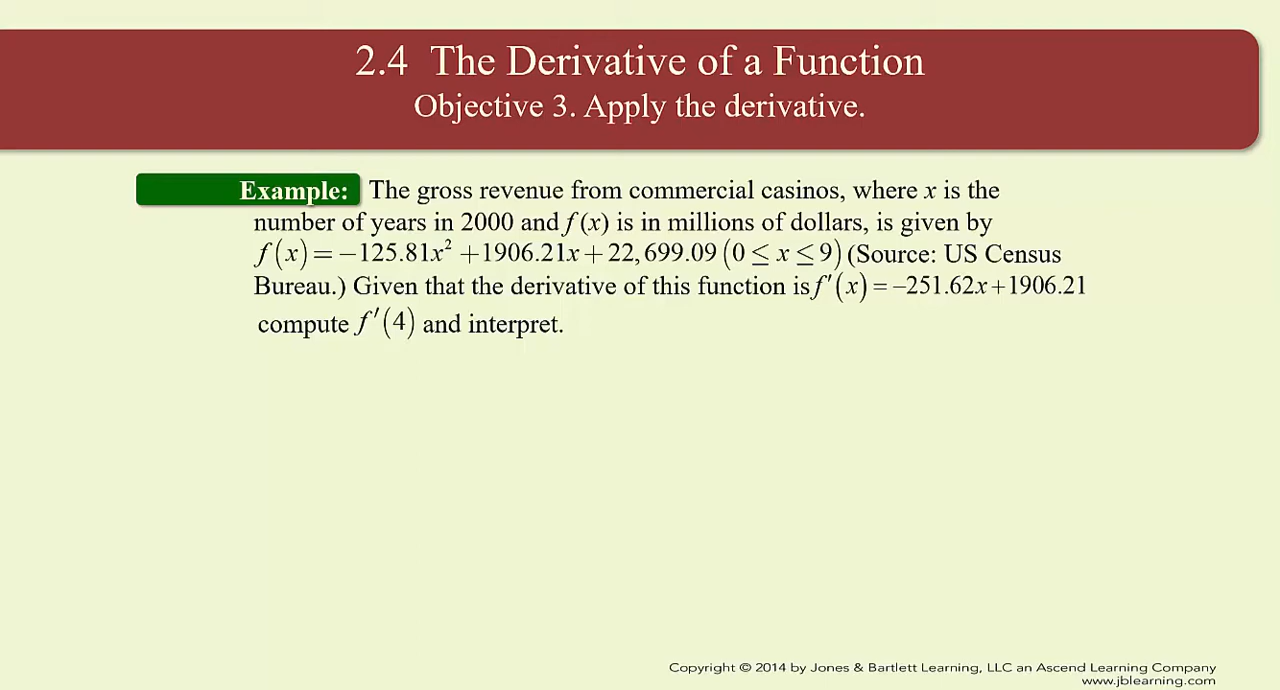 2.4 The Derivative of a Function
Objective 3. Apply the derivative.
Example: The gross revenue from commercial casinos, where x is the
number of years in 2000 and f (x) is in millions of dollars, is given by
f(x) = −125.81x² + 1906.21x + 22,699.09 (0 ≤ x ≤ 9) (Source: US Census
Bureau.) Given that the derivative of this function is f′(x) = −251.62x + 1906.21
compute f′(4) and interpret.
Copyright © 2014 by Jones & Bartlett Learning, LLC an Ascend Learning Company
www.jblearning.com